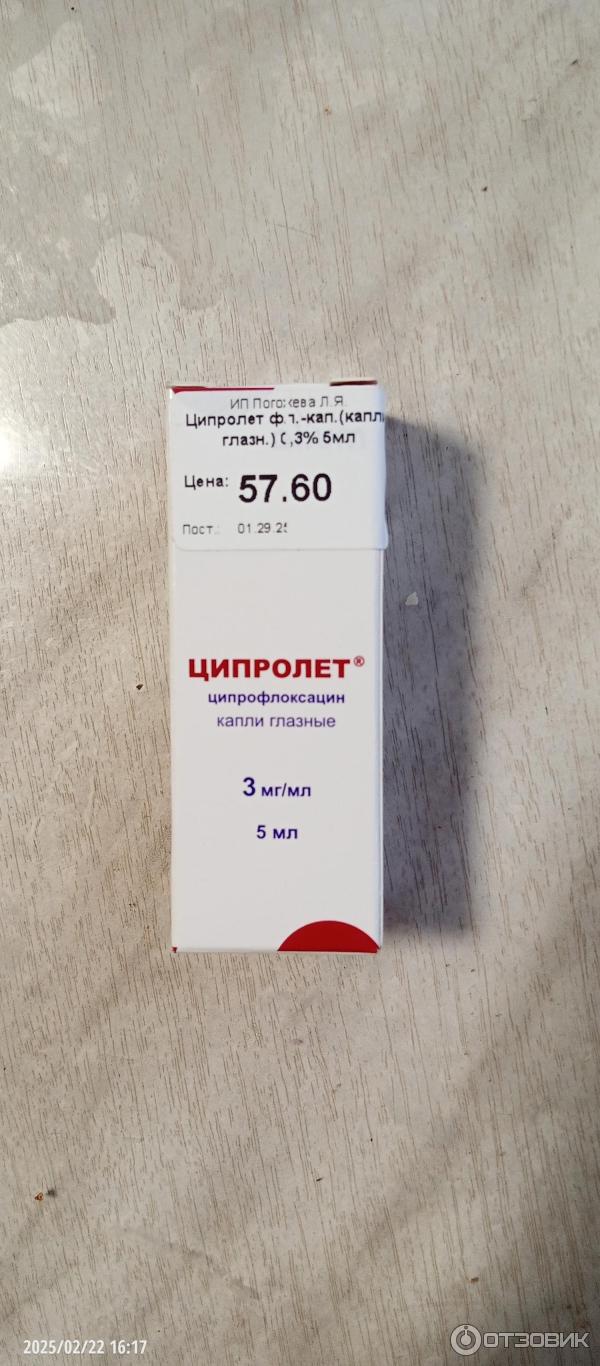 ИП Погожева Л.Я.
Ципролет фл.-кап.(капли
глазн.) 0,3% 5мл
Цена: 57.60
Пост.: 01.29.25
ЦИПРОЛЕТ®
ципрофлоксацин
капли глазные
3 мг/мл
5 мл
2025/02/22 16:17
ОТЗОВИК